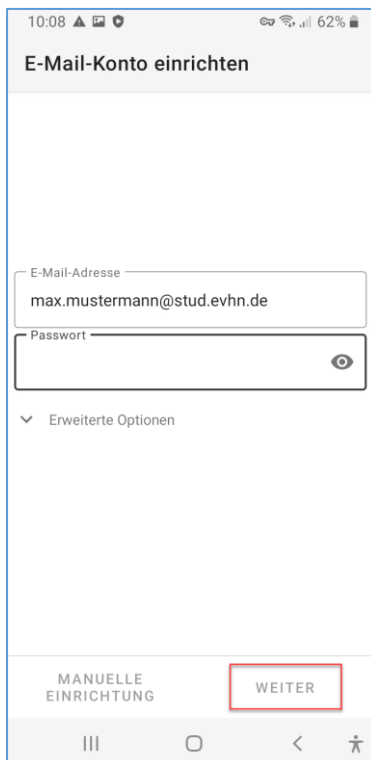 10:08 62%
E-Mail-Konto einrichten
E-Mail-Adresse
max.mustermann@stud.evhn.de
Passwort
Erweiterte Optionen
MANUELLE
EINRICHTUNG
WEITER